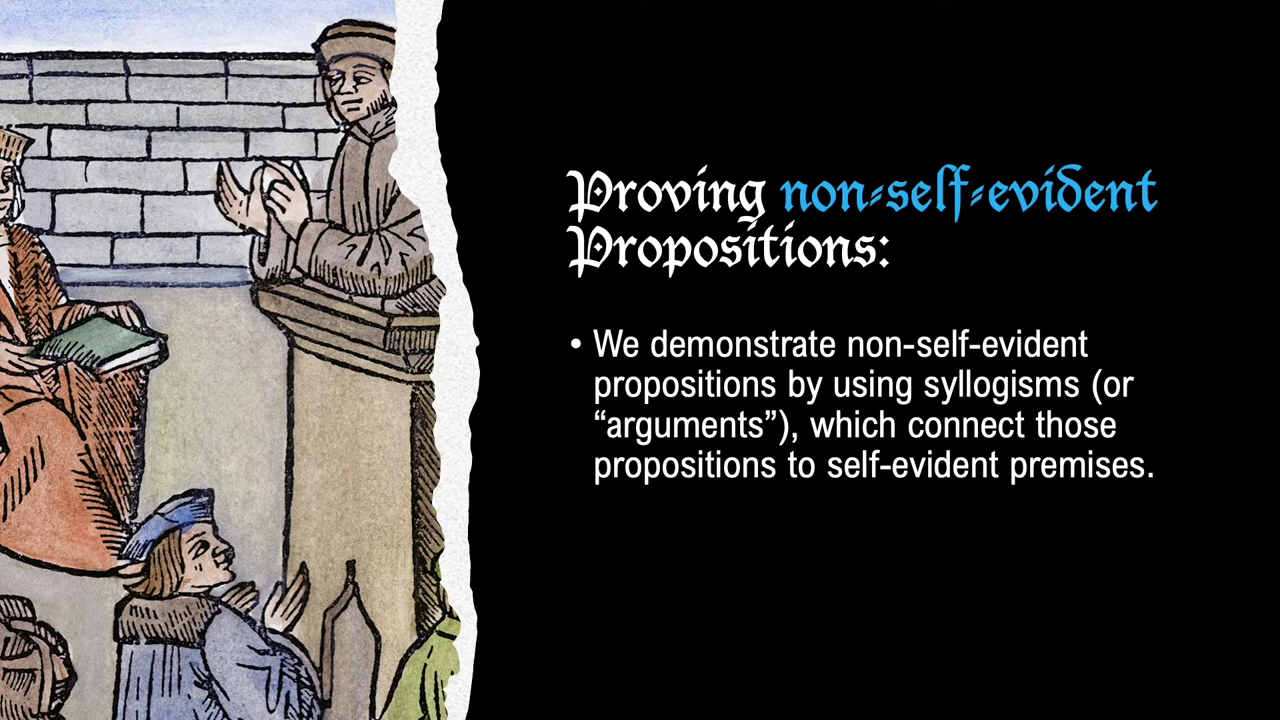 Proving non-self-evident
Propositions:
• We demonstrate non-self-evident
propositions by using syllogisms (or
“arguments”), which connect those
propositions to self-evident premises.